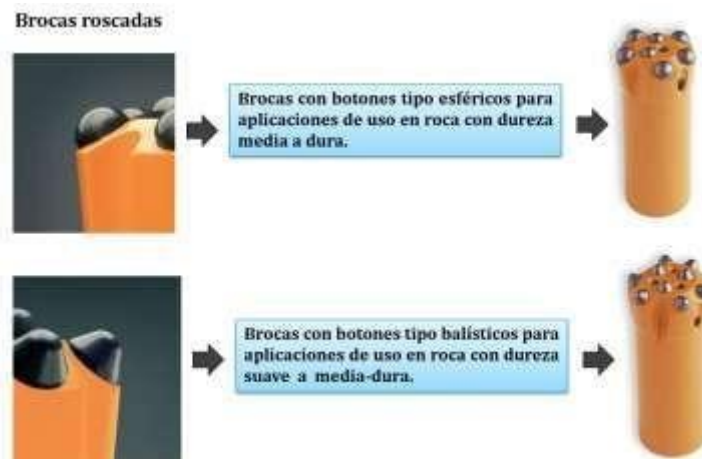 Brocas roscadas
Brocas con botones tipo esféricos para
aplicaciones de uso en roca con dureza
media a dura.
Brocas con botones tipo balísticos para
aplicaciones de uso en roca con dureza
suave a media-dura.